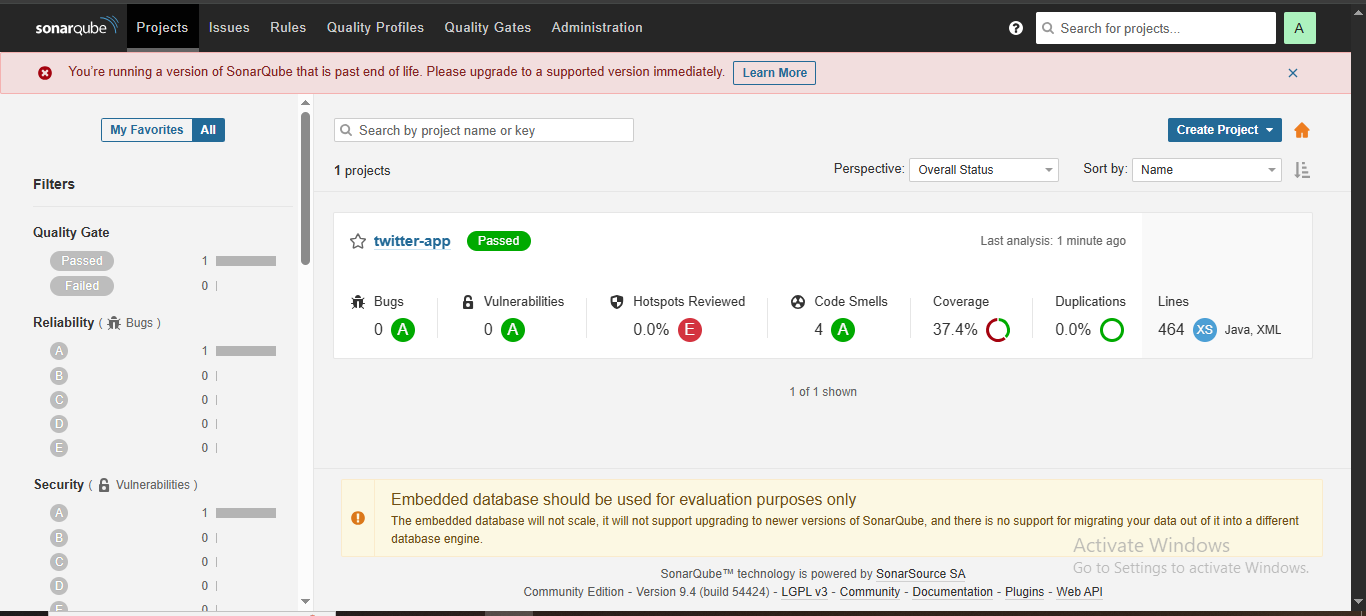 sonarqube Projects Issues Rules Quality Profiles Quality Gates Administration ? Search for projects... A
You're running a version of SonarQube that is past end of life. Please upgrade to a supported version immediately. Learn More
My Favorites All
Filters
Quality Gate
Passed 1
Failed 0
Reliability ( Bugs )
A 1
B 0
C 0
D 0
E 0
Security ( Vulnerabilities )
A 1
B 0
C 0
D 0
E 0
Search by project name or key
Create Project
1 projects
Perspective: Overall Status Sort by: Name
twitter-app Passed Last analysis: 1 minute ago
Bugs Vulnerabilities Hotspots Reviewed Code Smells Coverage Duplications Lines
0 A 0 A 0.0% E 4 A 37.4% 0.0% 464 XS Java, XML
1 of 1 shown
Embedded database should be used for evaluation purposes only
The embedded database will not scale, it will not support upgrading to newer versions of SonarQube, and there is no support for migrating your data out of it into a different
database engine.
Activate Windows
Go to Settings to activate Windows.
SonarQube™ technology is powered by SonarSource SA
Community Edition - Version 9.4 (build 54424) - LGPL v3 - Community - Documentation - Plugins - Web API